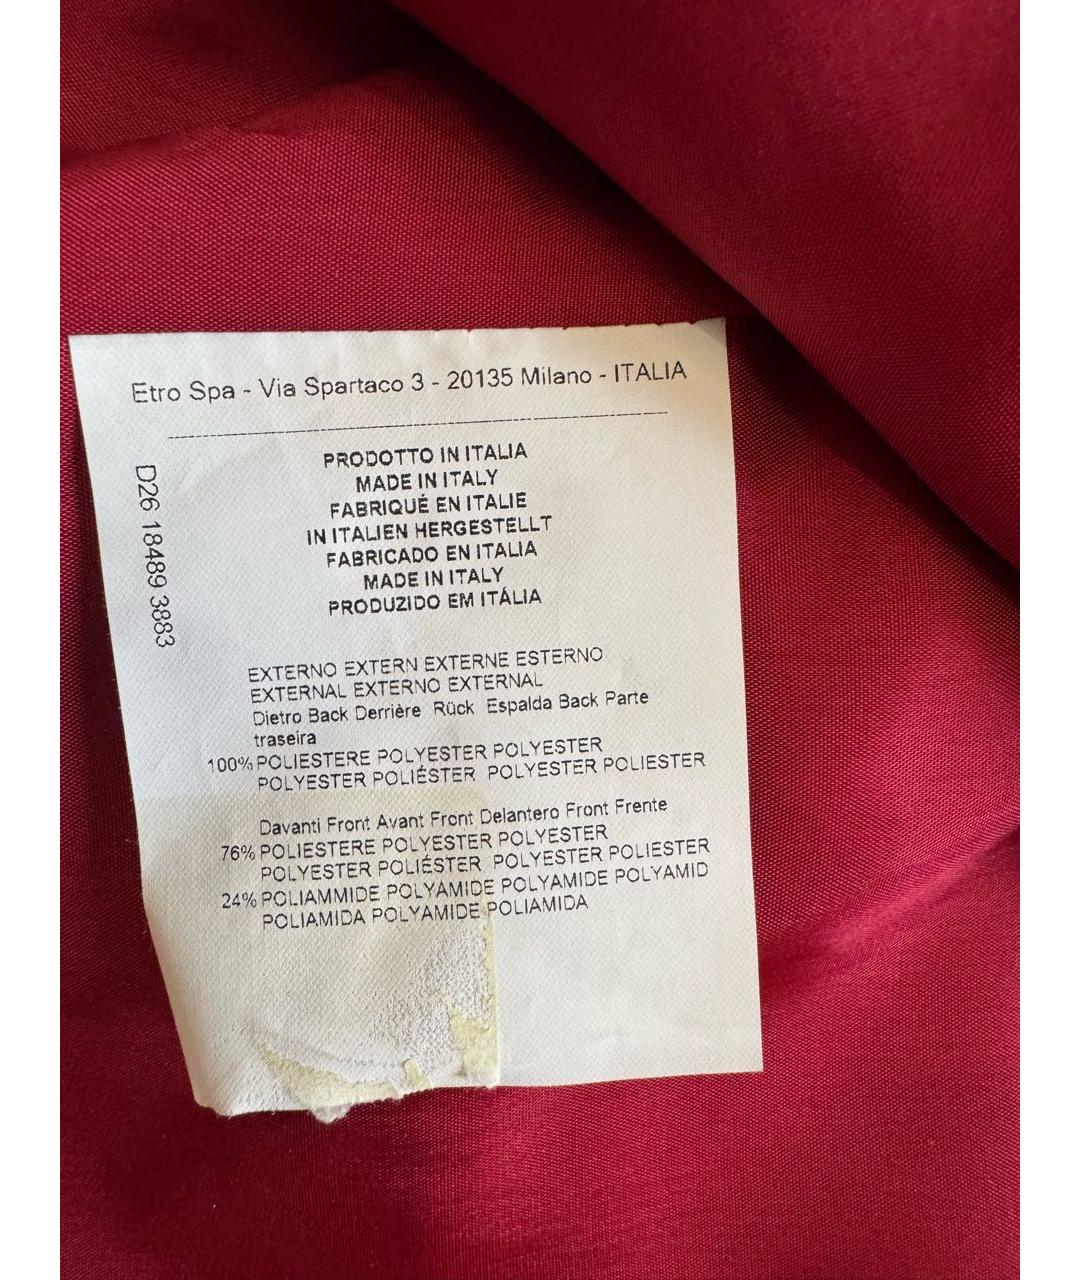 Etro Spa - Via Spartaco 3 - 20135 Milano - ITALIA
D26 18489 3883
PRODOTTO IN ITALIA
MADE IN ITALY
FABRIQUÉ EN ITALIE
IN ITALIEN HERGESTELLT
FABRICADO EN ITALIA
MADE IN ITALY
PRODUZIDO EM ITÁLIA
EXTERNO EXTERN EXTERNE ESTERNO
EXTERNAL EXTERNO EXTERNAL
Dietro Back Derrière Rück Espalda Back Parte
traseira
100% POLIESTERE POLYESTER POLYESTER
POLYESTER POLIÉSTER POLYESTER POLIESTER
Davanti Front Avant Front Delantero Front Frente
76% POLIESTERE POLYESTER POLYESTER
POLYESTER POLIÉSTER POLYESTER POLIESTER
24% POLIAMMIDE POLYAMIDE POLYAMIDE POLYAMID
POLIAMIDA POLYAMIDE POLIAMIDA